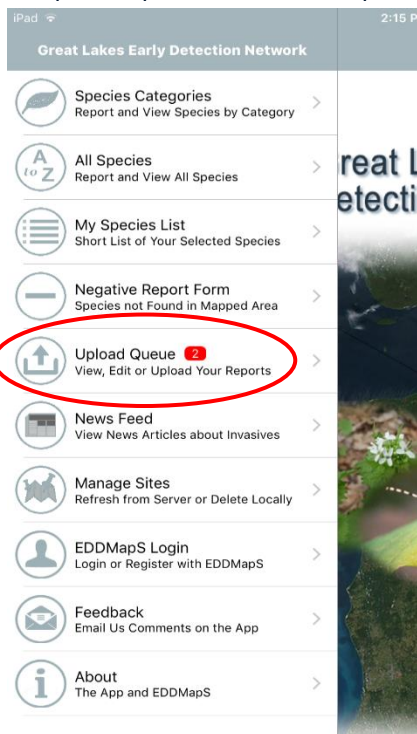 iPad 2:15 P
Great Lakes Early Detection Network
Species Categories
Report and View Species by Category
reat L
etecti
A to Z
All Species
Report and View All Species
My Species List
Short List of Your Selected Species
Negative Report Form
Species not Found in Mapped Area
Upload Queue 2
View, Edit or Upload Your Reports
News Feed
View News Articles about Invasives
Manage Sites
Refresh from Server or Delete Locally
EDDMapS Login
Login or Register with EDDMapS
Feedback
Email Us Comments on the App
i
About
The App and EDDMapS